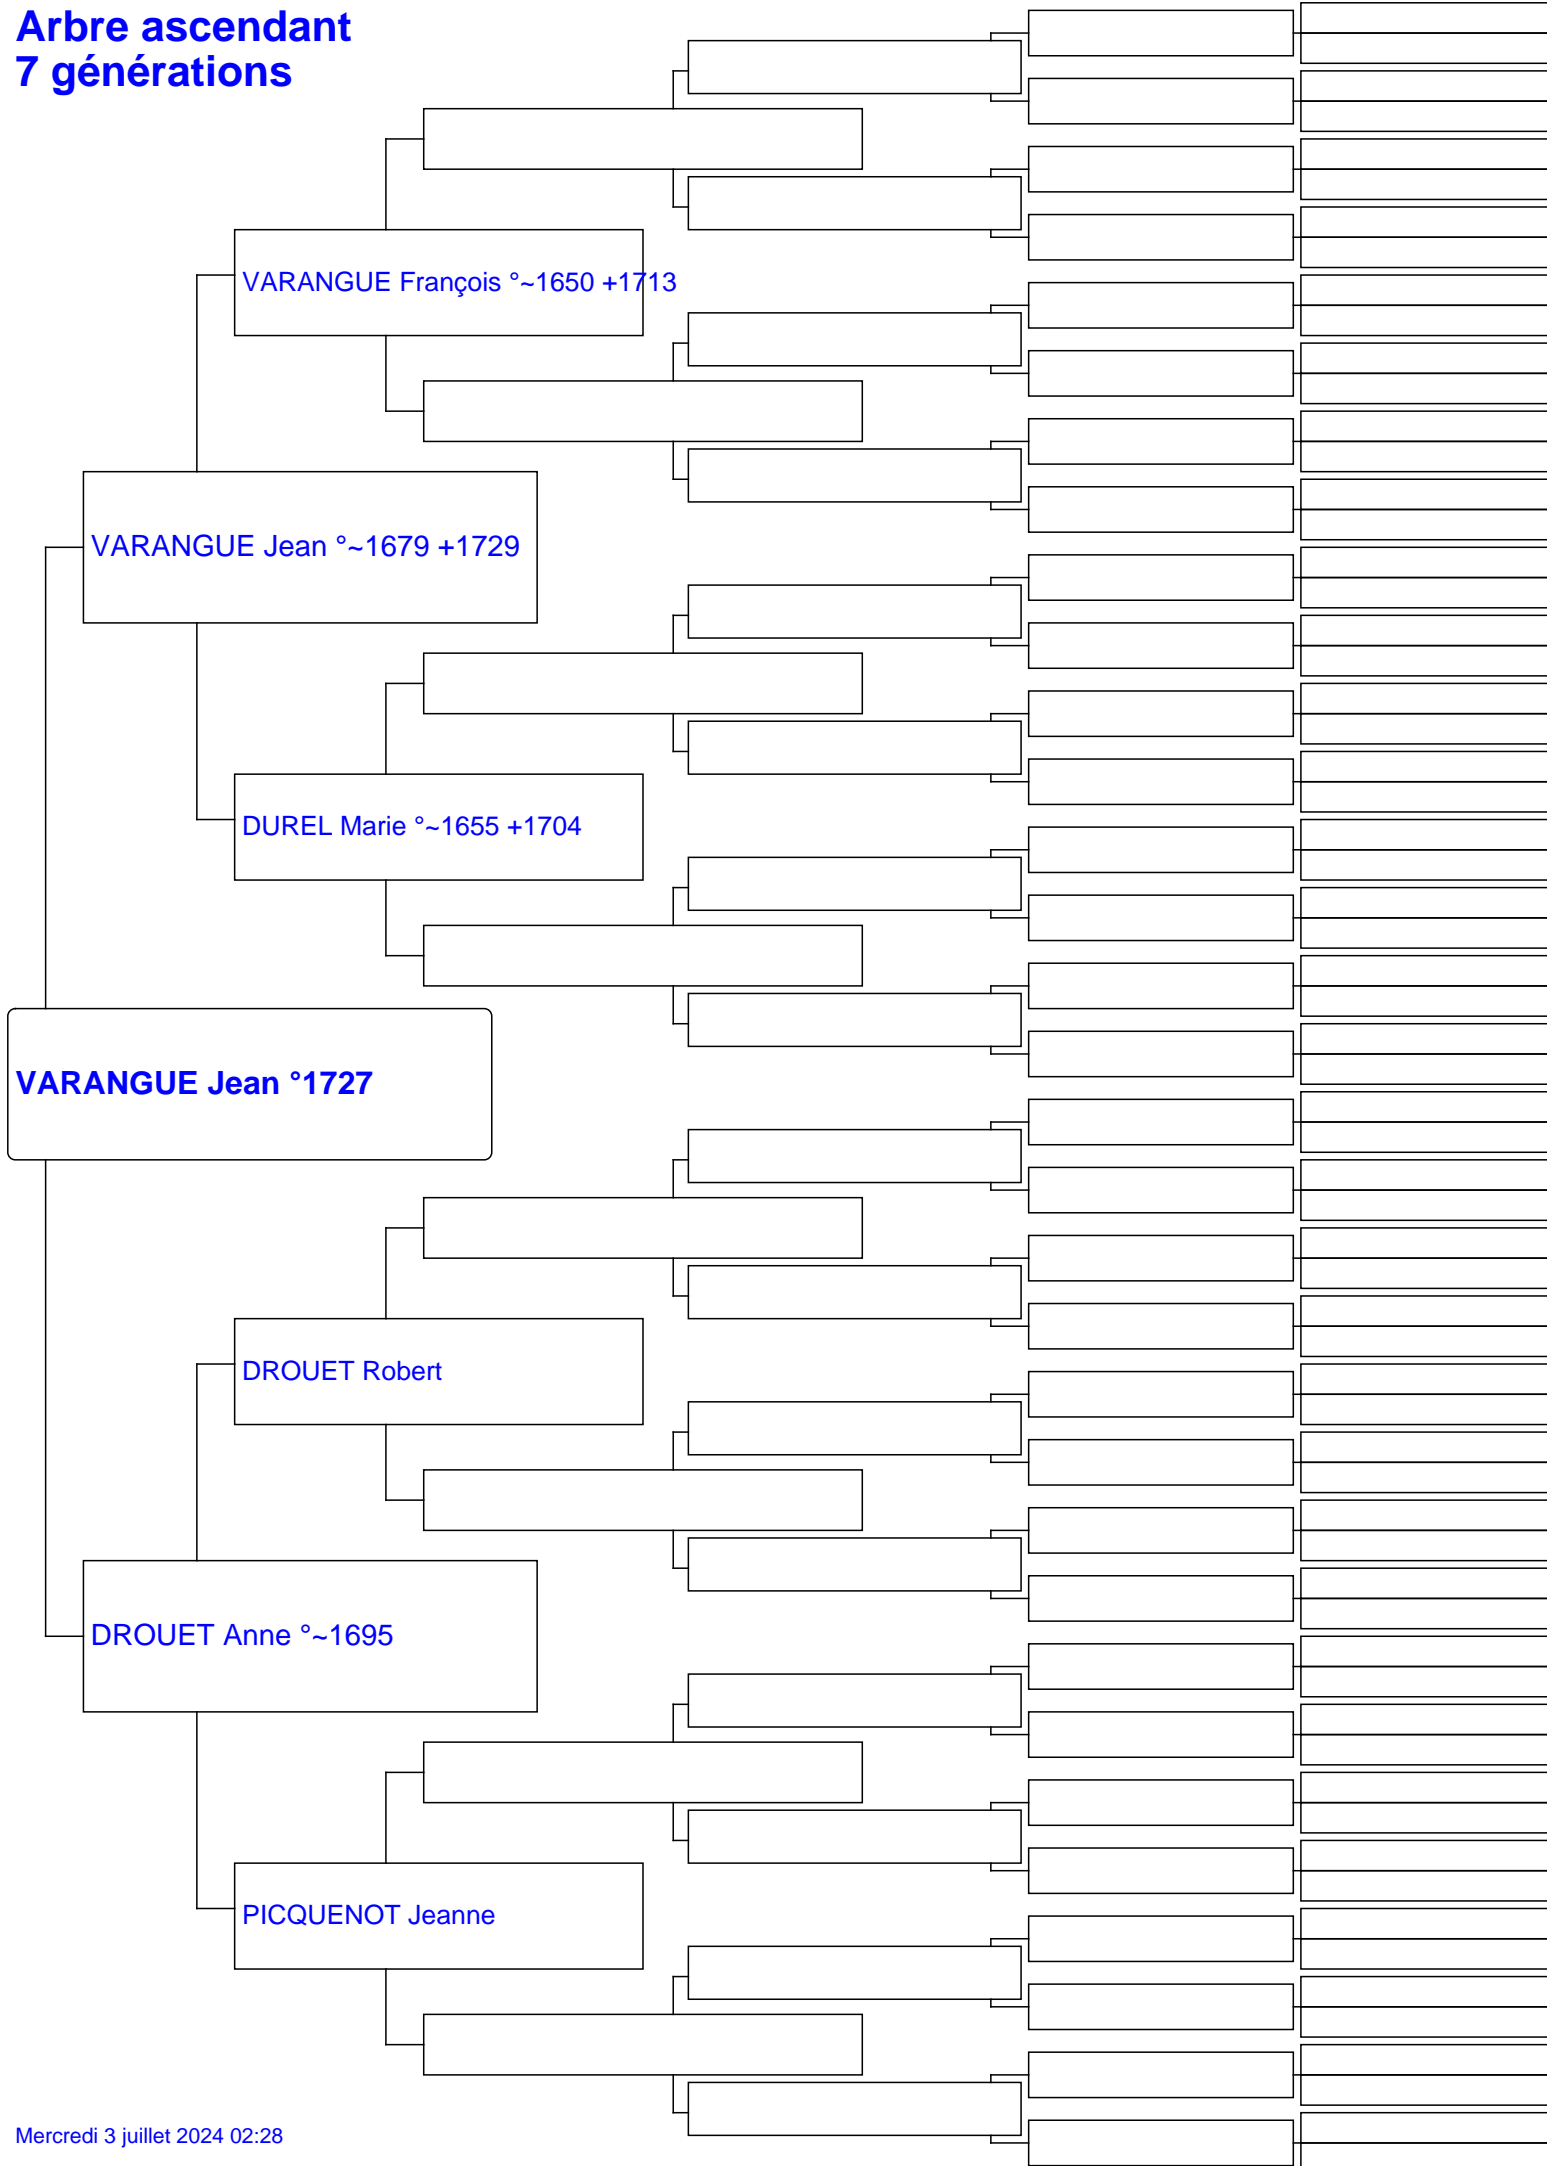 Arbre ascendant
7 générations
VARANGUE François °~1650 +1713
VARANGUE Jean °~1679 +1729
DUREL Marie °~1655 +1704
VARANGUE Jean °1727
DROUET Robert
DROUET Anne °~1695
PICQUENOT Jeanne
Mercredi 3 juillet 2024 02:28